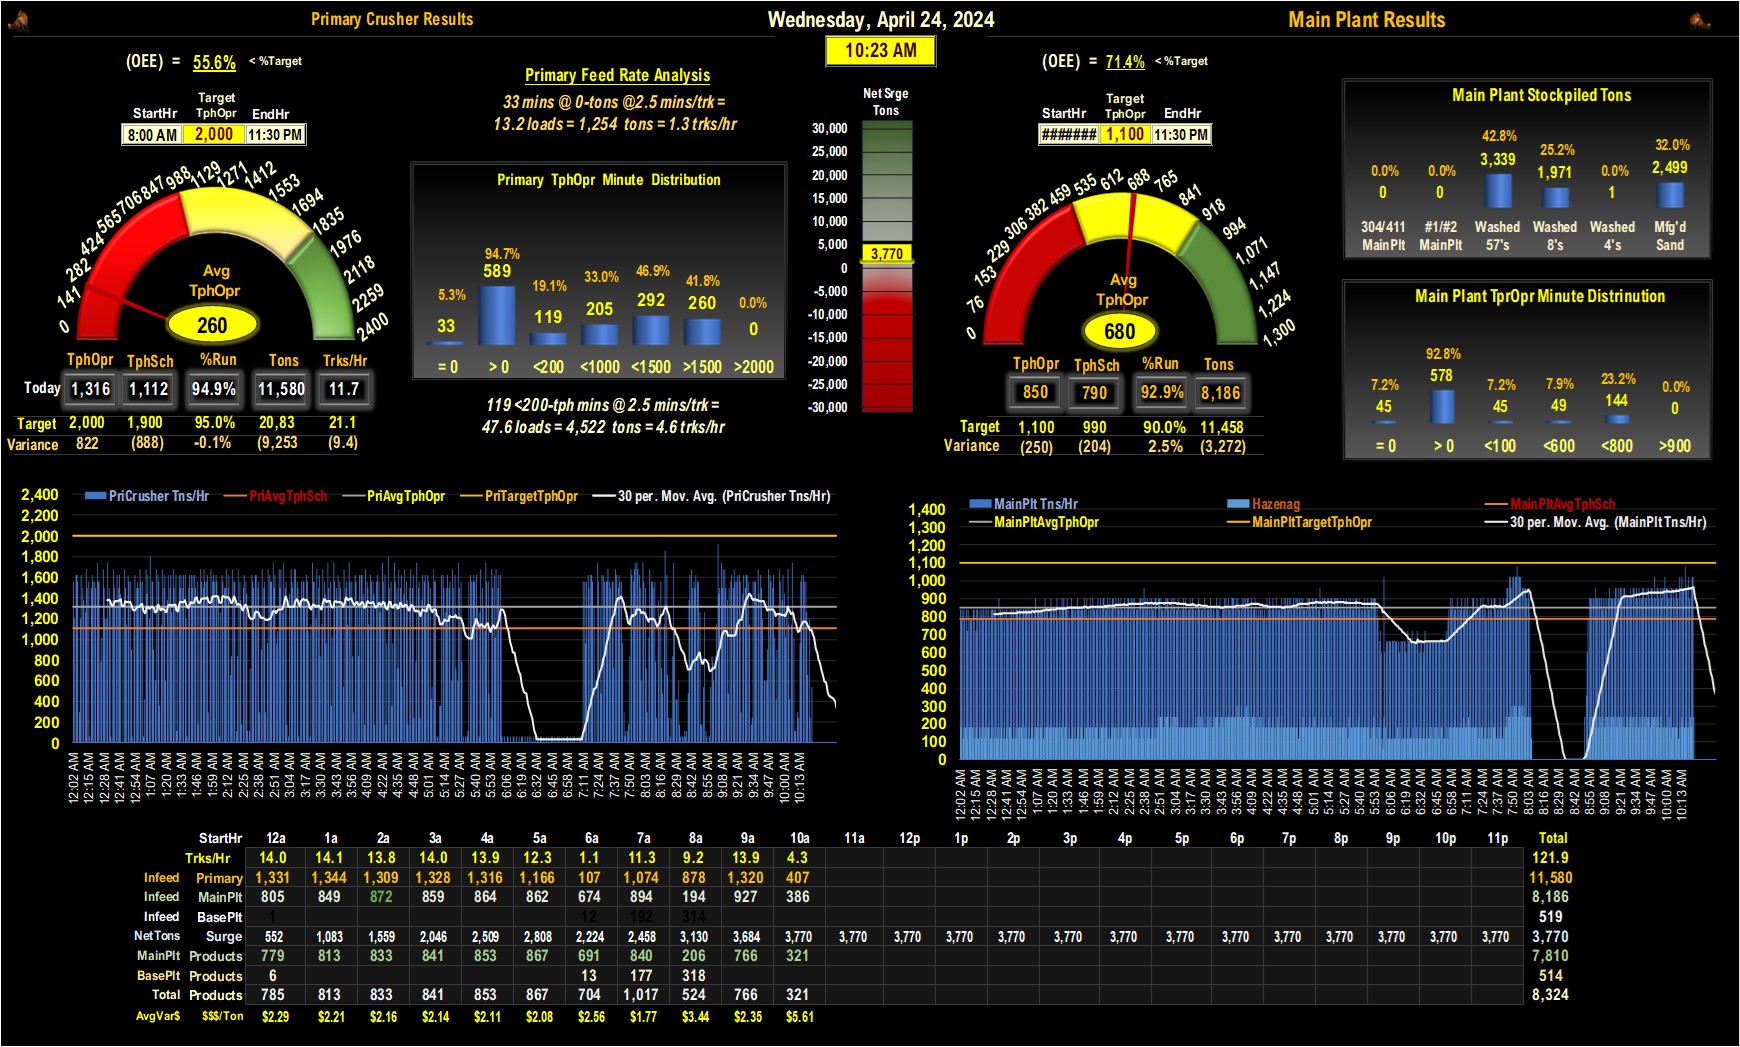 Primary Crusher Results
Wednesday, April 24, 2024
Main Plant Results
10:23 AM
(OEE) = 55.6% < %Target
StartHr Target TphOpr EndHr
8:00 AM 2,000 11:30 PM
0 141 282 424 565 706 847 988 1129 1271 1412 1553 1694 1835 1976 2118 2259 2400
Avg
TphOpr
260
TphOpr TphSch %Run Tons Trks/Hr
Today 1,316 1,112 94.9% 11,580 11.7
Target 2,000 1,900 95.0% 20,83 21.1
Variance 822 (888) -0.1% (9,253 (9.4)
Primary Feed Rate Analysis
33 mins @ 0-tons @2.5 mins/trk =
13.2 loads = 1,254 tons = 1.3 trks/hr
Primary TphOpr Minute Distribution
5.3% 94.7% 19.1% 33.0% 46.9% 41.8% 0.0%
33 589 119 205 292 260 0
= 0 > 0 <200 <1000 <1500 >1500 >2000
119 <200-tph mins @ 2.5 mins/trk =
47.6 loads = 4,522 tons = 4.6 trks/hr
Net Srge
Tons
30,000
25,000
20,000
15,000
10,000
5,000
3,770
0
-5,000
-10,000
-15,000
-20,000
-25,000
-30,000
(OEE) = 71.4% < %Target
StartHr Target TphOpr EndHr
####### 1,100 11:30 PM
0 76 153 229 306 382 459 535 612 688 765 841 918 994 1,071 1,147 1,224 1,300
Avg
TphOpr
680
TphOpr TphSch %Run Tons
850 790 92.9% 8,186
Target 1,100 990 90.0% 11,458
Variance (250) (204) 2.5% (3,272)
Main Plant Stockpiled Tons
0.0% 0.0% 42.8% 25.2% 0.0% 32.0%
0 0 3,339 1,971 1 2,499
304/411 #1/#2 Washed Washed Washed Mfg'd
MainPlt MainPlt 57's 8's 4's Sand
Main Plant TprOpr Minute Distrinution
7.2% 92.8% 7.2% 7.9% 23.2% 0.0%
45 578 45 49 144 0
= 0 > 0 <100 <600 <800 >900
PriCrusher Tns/Hr PriAvgTphSch PriAvgTphOpr PriTargetTphOpr 30 per. Mov. Avg. (PriCrusher Tns/Hr)
2,400
2,200
2,000
1,800
1,600
1,400
1,200
1,000
800
600
400
200
0
12:02 AM 12:15 AM 12:28 AM 12:41 AM 12:54 AM 1:07 AM 1:20 AM 1:33 AM 1:46 AM 1:59 AM 2:12 AM 2:25 AM 2:38 AM 2:51 AM 3:04 AM 3:17 AM 3:30 AM 3:43 AM 3:56 AM 4:09 AM 4:22 AM 4:35 AM 4:48 AM 5:01 AM 5:14 AM 5:27 AM 5:40 AM 5:53 AM 6:06 AM 6:19 AM 6:32 AM 6:45 AM 6:58 AM 7:11 AM 7:24 AM 7:37 AM 7:50 AM 8:03 AM 8:16 AM 8:29 AM 8:42 AM 8:55 AM 9:08 AM 9:21 AM 9:34 AM 9:47 AM 10:00 AM 10:13 AM
MainPlt Tns/Hr Hazenag MainPltAvgTphSch
MainPltAvgTphOpr MainPltTargetTphOpr 30 per. Mov. Avg. (MainPlt Tns/Hr)
1,400
1,300
1,200
1,100
1,000
900
800
700
600
500
400
300
200
100
0
12:02 AM 12:15 AM 12:28 AM 12:41 AM 12:54 AM 1:07 AM 1:20 AM 1:33 AM 1:46 AM 1:59 AM 2:12 AM 2:25 AM 2:38 AM 2:51 AM 3:04 AM 3:17 AM 3:30 AM 3:43 AM 3:56 AM 4:09 AM 4:22 AM 4:35 AM 4:48 AM 5:01 AM 5:14 AM 5:27 AM 5:40 AM 5:53 AM 6:06 AM 6:19 AM 6:32 AM 6:45 AM 6:58 AM 7:11 AM 7:24 AM 7:37 AM 7:50 AM 8:03 AM 8:16 AM 8:29 AM 8:42 AM 8:55 AM 9:08 AM 9:21 AM 9:34 AM 9:47 AM 10:00 AM 10:13 AM
StartHr 12a 1a 2a 3a 4a 5a 6a 7a 8a 9a 10a 11a 12p 1p 2p 3p 4p 5p 6p 7p 8p 9p 10p 11p Total
Trks/Hr 14.0 14.1 13.8 14.0 13.9 12.3 1.1 11.3 9.2 13.9 4.3 121.9
Infeed Primary 1,331 1,344 1,309 1,328 1,316 1,166 107 1,074 878 1,320 407 11,580
Infeed MainPlt 805 849 872 859 864 862 674 894 194 927 386 8,186
Infeed BasePlt 1 12 192 314 519
NetTons Surge 552 1,083 1,559 2,046 2,509 2,808 2,224 2,458 3,130 3,684 3,770 3,770 3,770 3,770 3,770 3,770 3,770 3,770 3,770 3,770 3,770 3,770 3,770 3,770 3,770
MainPlt Products 779 813 833 841 853 867 691 840 206 766 321 7,810
BasePlt Products 6 13 177 318 514
Total Products 785 813 833 841 853 867 704 1,017 524 766 321 8,324
AvgVar$ $$$/Ton $2.29 $2.21 $2.16 $2.14 $2.11 $2.08 $2.56 $1.77 $3.44 $2.35 $5.61